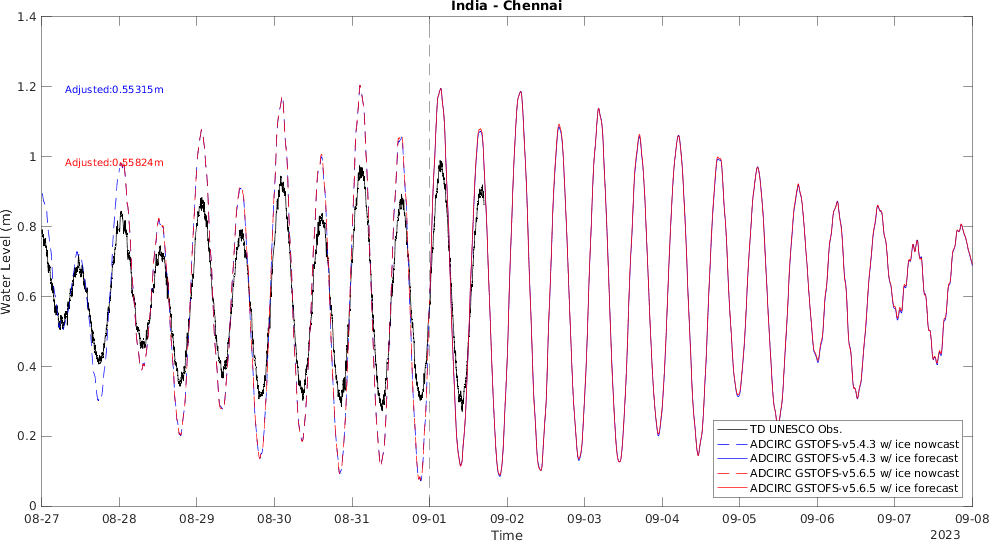 India - Chennai
1.4
1.2
1
0.8
0.6
0.4
0.2
0
Water Level (m)
Adjusted:0.55315m
Adjusted:0.55824m
TD UNESCO Obs.
ADCIRC GSTOFS-v5.4.3 w/ ice nowcast
ADCIRC GSTOFS-v5.4.3 w/ ice forecast
ADCIRC GSTOFS-v5.6.5 w/ ice nowcast
ADCIRC GSTOFS-v5.6.5 w/ ice forecast
08-27 08-28 08-29 08-30 08-31 09-01 09-02 09-03 09-04 09-05 09-06 09-07 09-08
Time
2023